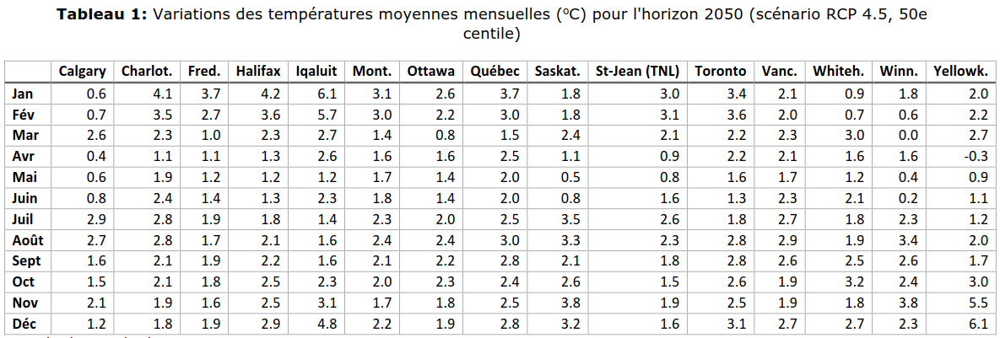 Tableau 1: Variations des températures moyennes mensuelles (ºC) pour l'horizon 2050 (scénario RCP 4.5, 50e
centile)
Calgary Charlot. Fred. Halifax Iqaluit Mont. Ottawa Québec Saskat. St-Jean (TNL) Toronto Vanc. Whiteh. Winn. Yellowk.
Jan 0.6 4.1 3.7 4.2 6.1 3.1 2.6 3.7 1.8 3.0 3.4 2.1 0.9 1.8 2.0
Fév 0.7 3.5 2.7 3.6 5.7 3.0 2.2 3.0 1.8 3.1 3.6 2.0 0.7 0.6 2.2
Mar 2.6 2.3 1.0 2.3 2.7 1.4 0.8 1.5 2.4 2.1 2.2 2.3 3.0 0.0 2.7
Avr 0.4 1.1 1.1 1.3 2.6 1.6 1.6 2.5 1.1 0.9 2.2 2.1 1.6 1.6 -0.3
Mai 0.6 1.9 1.2 1.2 1.2 1.7 1.4 2.0 0.5 0.8 1.6 1.7 1.2 0.4 0.9
Juin 0.8 2.4 1.4 1.3 2.3 1.8 1.4 2.0 0.8 1.6 1.3 2.3 2.1 0.2 1.1
Juil 2.9 2.8 1.9 1.8 1.4 2.3 2.0 2.5 3.5 2.6 1.8 2.7 1.8 2.3 1.2
Août 2.7 2.8 1.7 2.1 1.6 2.4 2.4 3.0 3.3 2.3 2.8 2.9 1.9 3.4 2.0
Sept 1.6 2.1 1.9 2.2 1.6 2.1 2.2 2.8 2.1 1.8 2.8 2.6 2.5 2.6 1.7
Oct 1.5 2.1 1.8 2.5 2.3 2.0 2.3 2.4 2.6 1.5 2.6 1.9 3.2 2.4 3.0
Nov 2.1 1.9 1.6 2.5 3.1 1.7 1.8 2.5 3.8 1.9 2.5 1.9 1.8 3.8 5.5
Déc 1.2 1.8 1.9 2.9 4.8 2.2 1.9 2.8 3.2 1.6 3.1 2.7 2.7 2.3 6.1